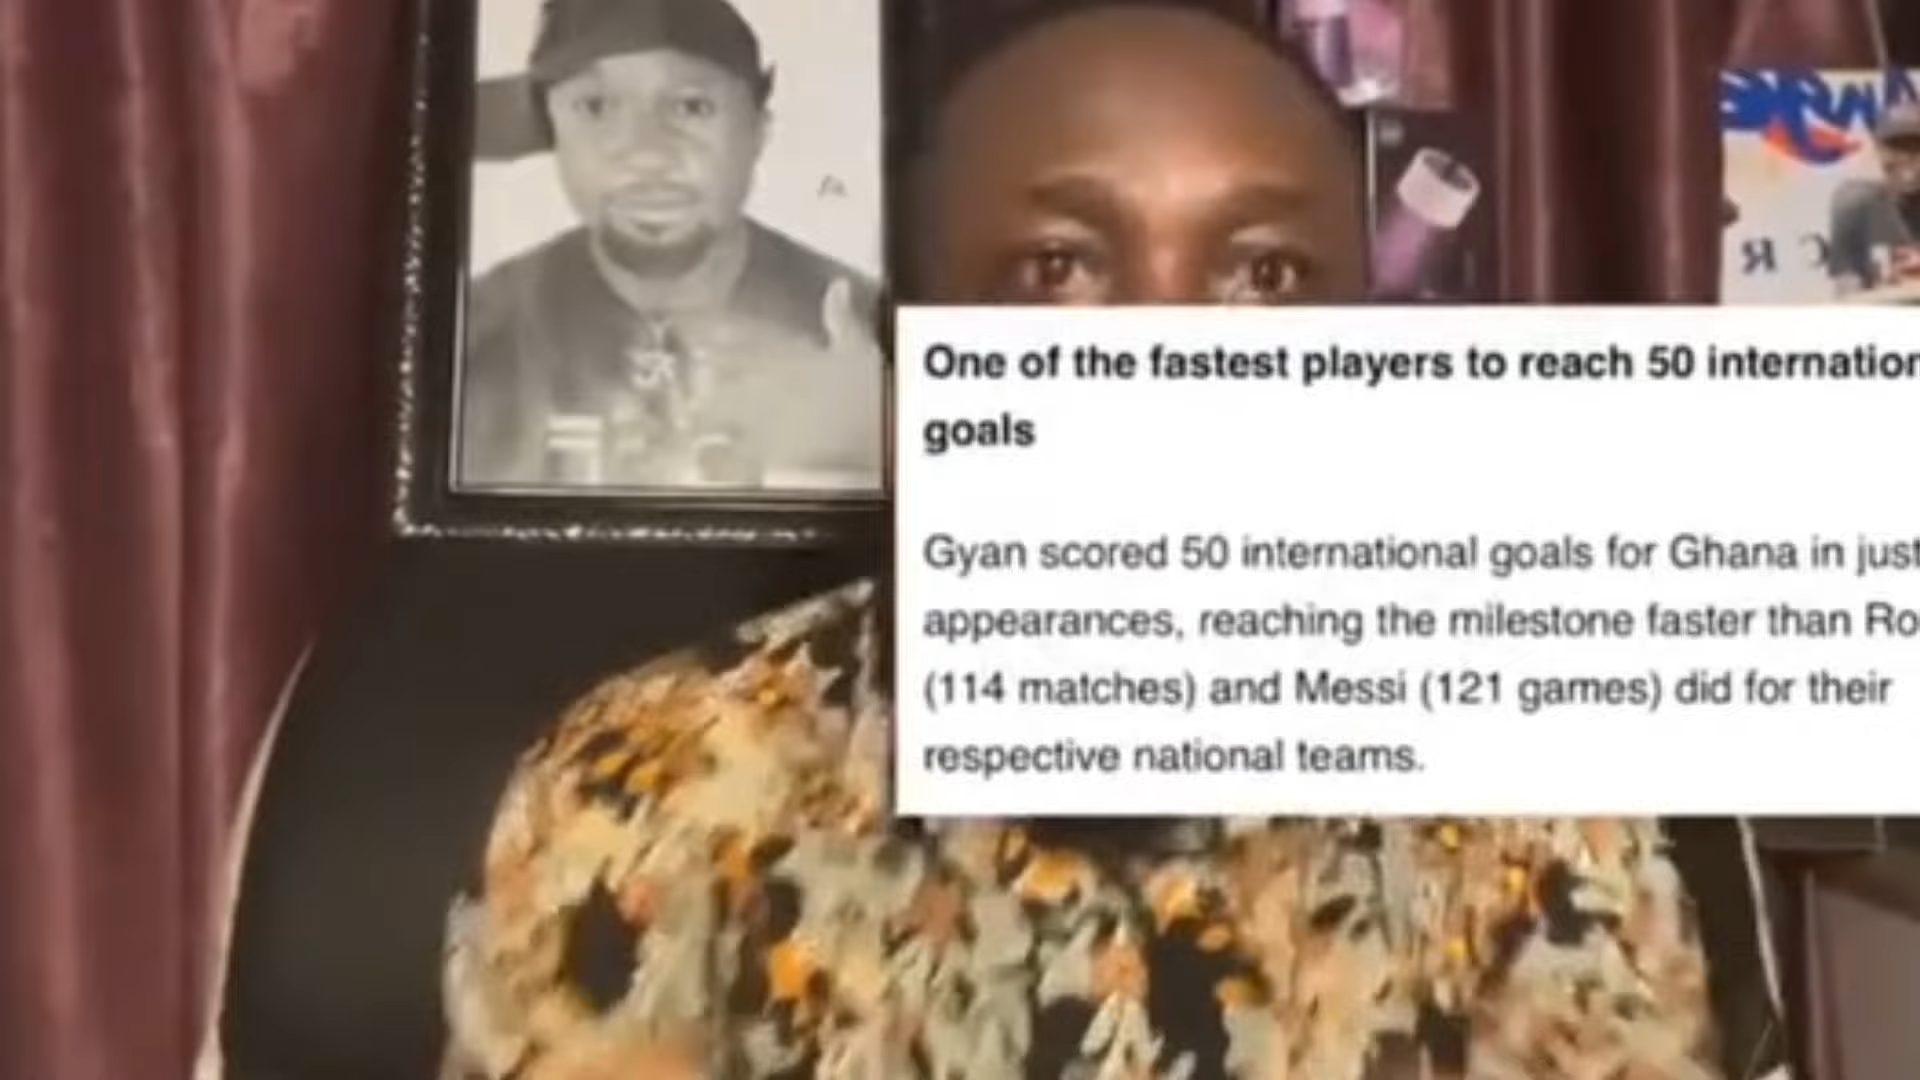 One of the fastest players to reach 50 internation
goals
Gyan scored 50 international goals for Ghana in just
appearances, reaching the milestone faster than Ro
(114 matches) and Messi (121 games) did for their
respective national teams.